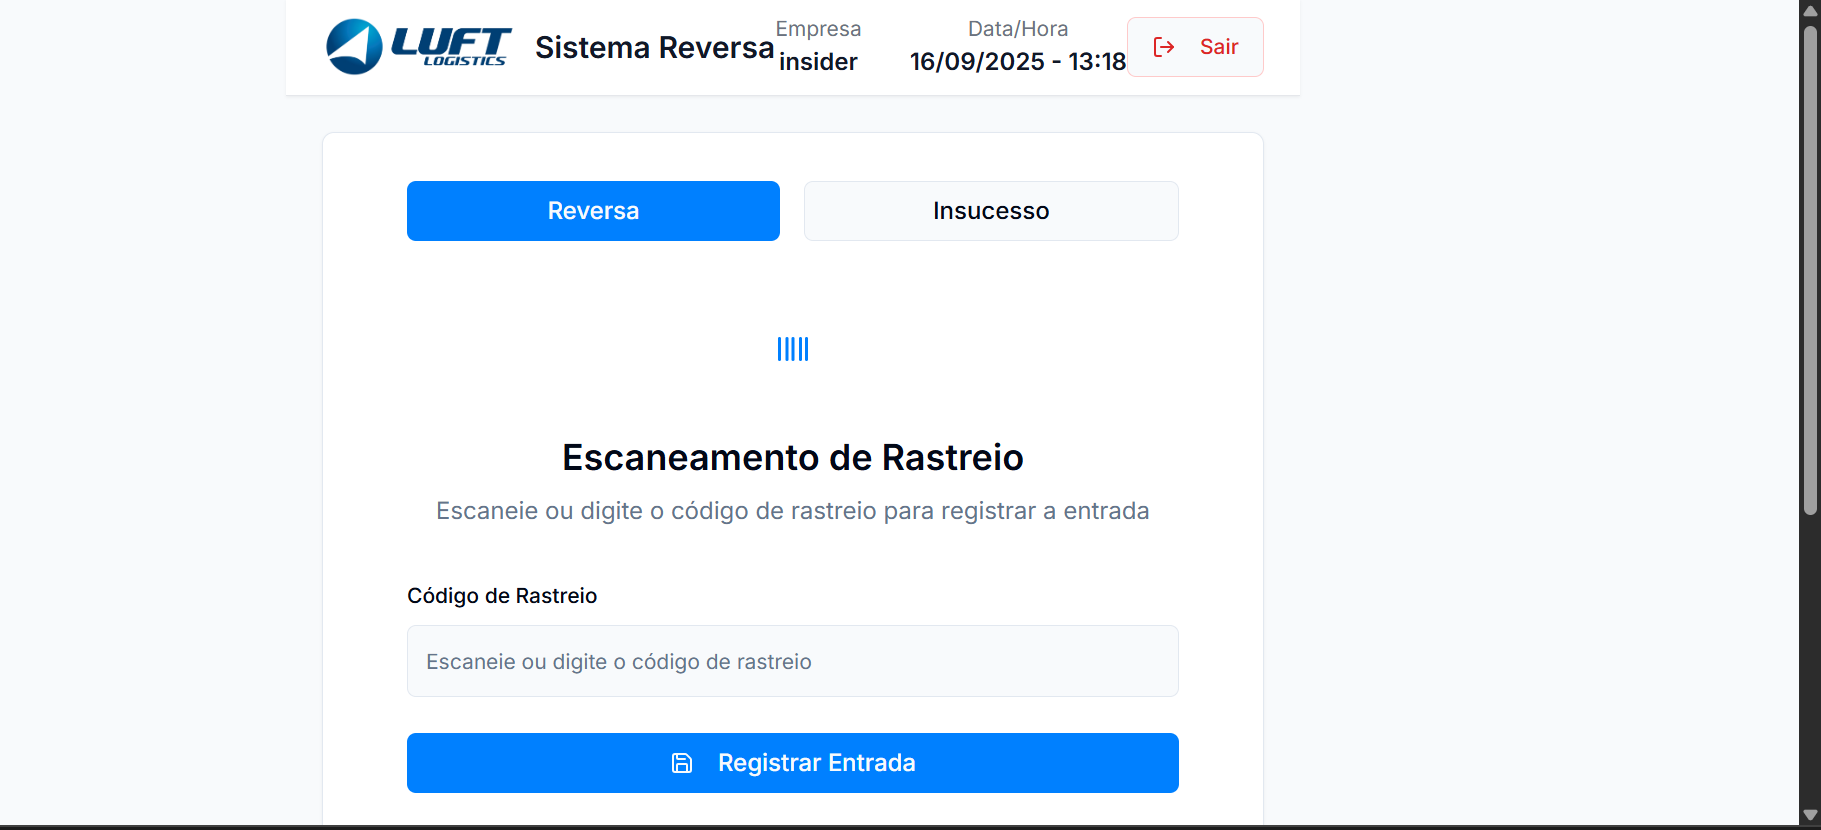 LUFT
LOGISTICS
Sistema Reversa
Empresa
insider
Data/Hora
16/09/2025 - 13:18
Sair
Reversa
Insucesso
Escaneamento de Rastreio
Escaneie ou digite o código de rastreio para registrar a entrada
Código de Rastreio
Escaneie ou digite o código de rastreio
Registrar Entrada